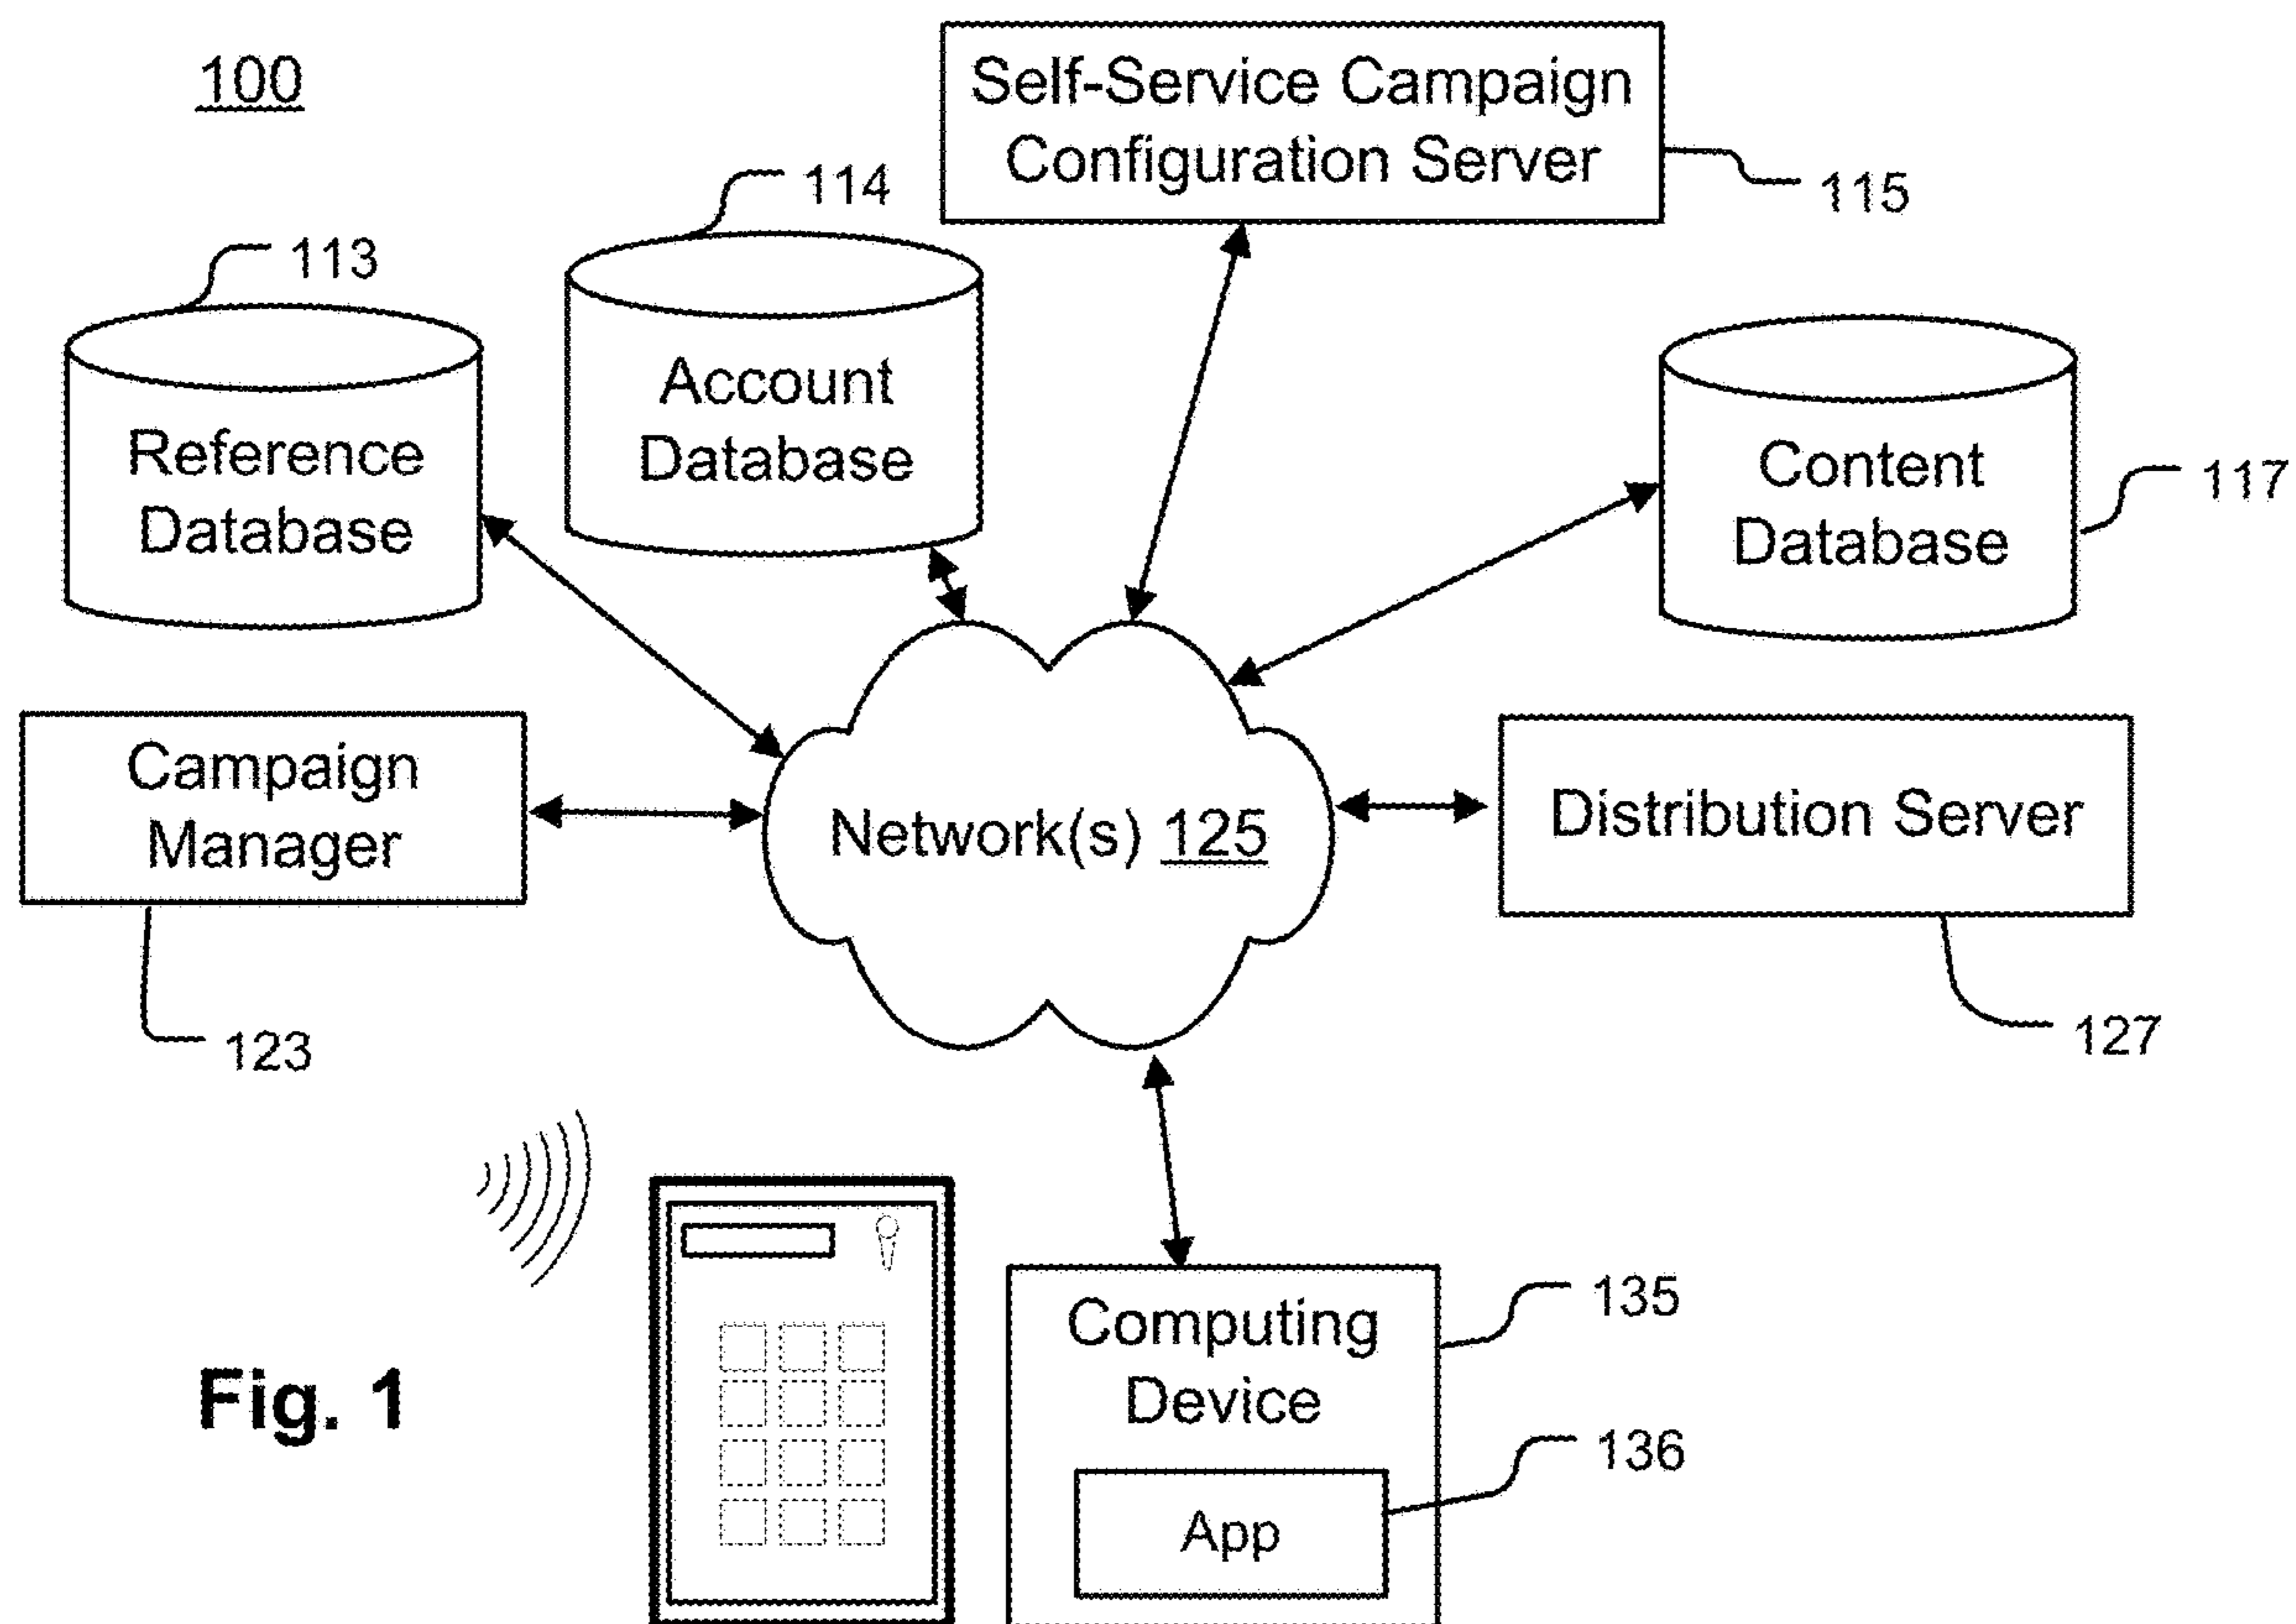 100
Self-Service Campaign
Configuration Server
115
114
113
Account
Database
Reference
Database
Content
Database
117
Campaign
Manager
123
Network(s) 125
Distribution Server
127
Computing
Device
135
App
136
Fig. 1